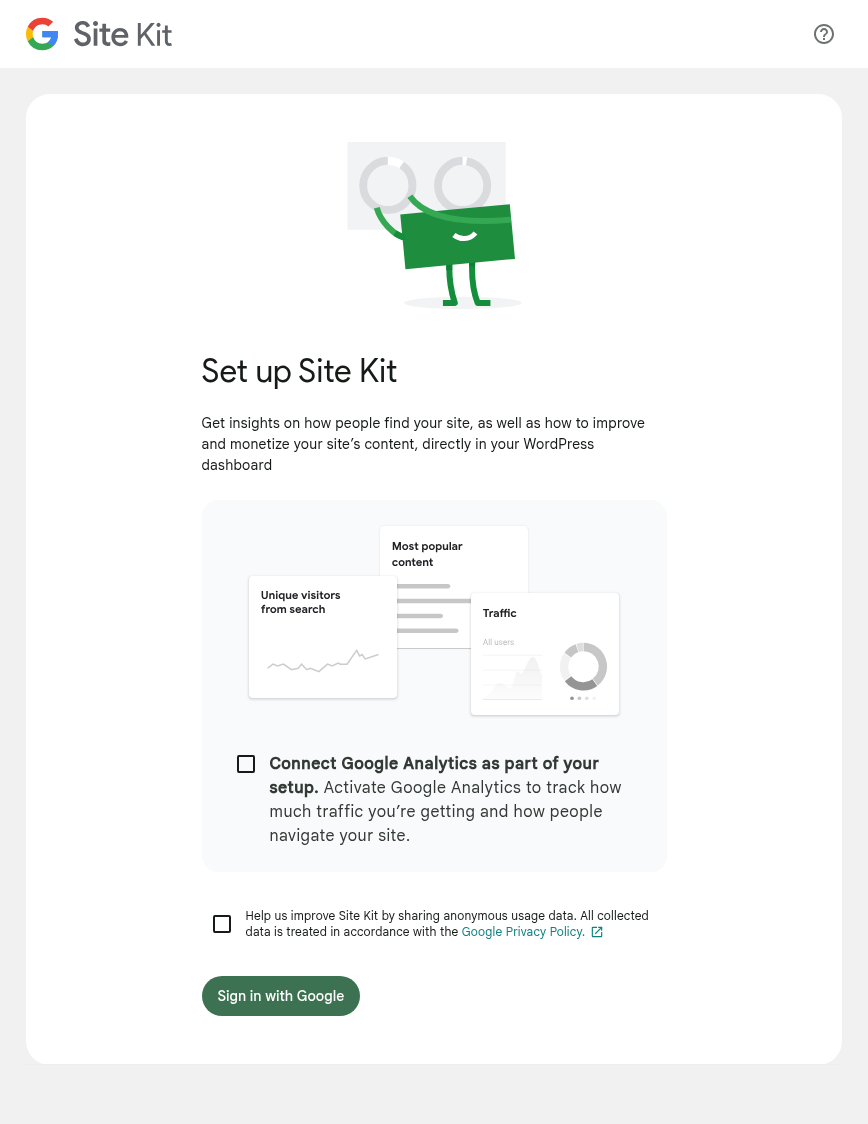 Site Kit
Set up Site Kit
Get insights on how people find your site, as well as how to improve
and monetize your site’s content, directly in your WordPress
dashboard
Most popular
content
Unique visitors
from search
Traffic
All users
Connect Google Analytics as part of your
setup. Activate Google Analytics to track how
much traffic you’re getting and how people
navigate your site.
Help us improve Site Kit by sharing anonymous usage data. All collected
data is treated in accordance with the Google Privacy Policy.
Sign in with Google